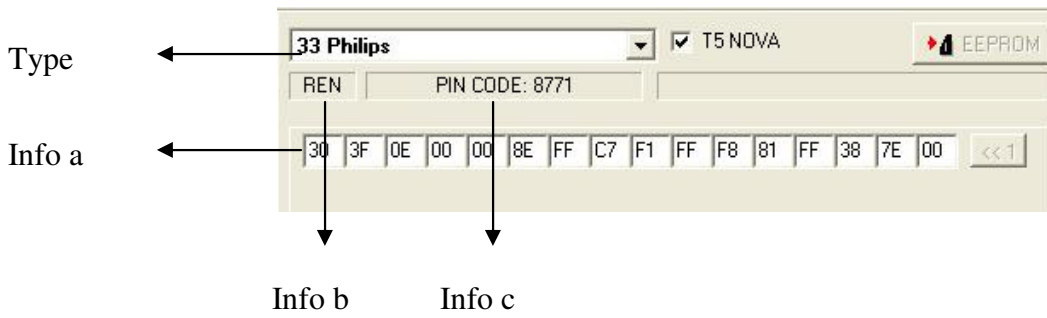 33 Philips T5 NOVA EEPROM
Type
REN PIN CODE: 8771
Info a 30 3F 0E 00 00 8E FF C7 F1 FF F8 81 FF 38 7E 00 << 1
Info b Info c